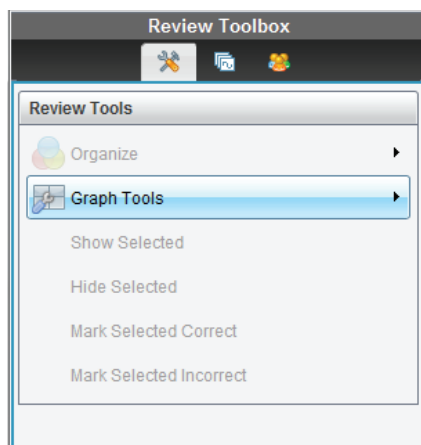 Review Toolbox
Review Tools
Organize
Graph Tools
Show Selected
Hide Selected
Mark Selected Correct
Mark Selected Incorrect